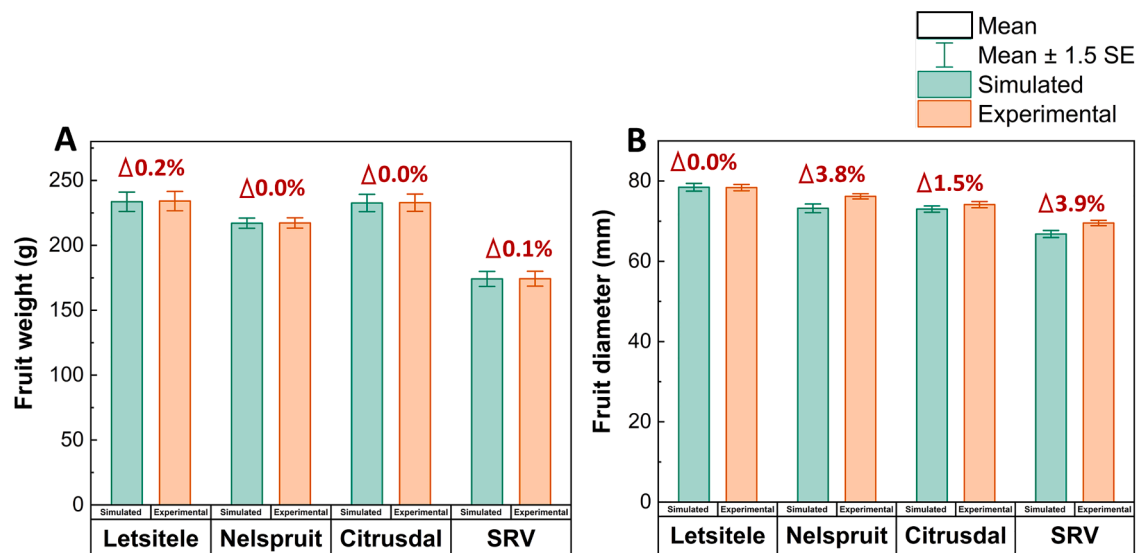 Mean
Mean ± 1.5 SE
Simulated
Experimental
A
Fruit weight (g)
250
200
150
100
50
0
Δ0.2%
Δ0.0%
Δ0.0%
Δ0.1%
Simulated Experimental Simulated Experimental Simulated Experimental Simulated Experimental
Letsitele Nelspruit Citrusdal SRV
B
Fruit diameter (mm)
80
60
40
20
0
Δ0.0%
Δ3.8%
Δ1.5%
Δ3.9%
Simulated Experimental Simulated Experimental Simulated Experimental Simulated Experimental
Letsitele Nelspruit Citrusdal SRV